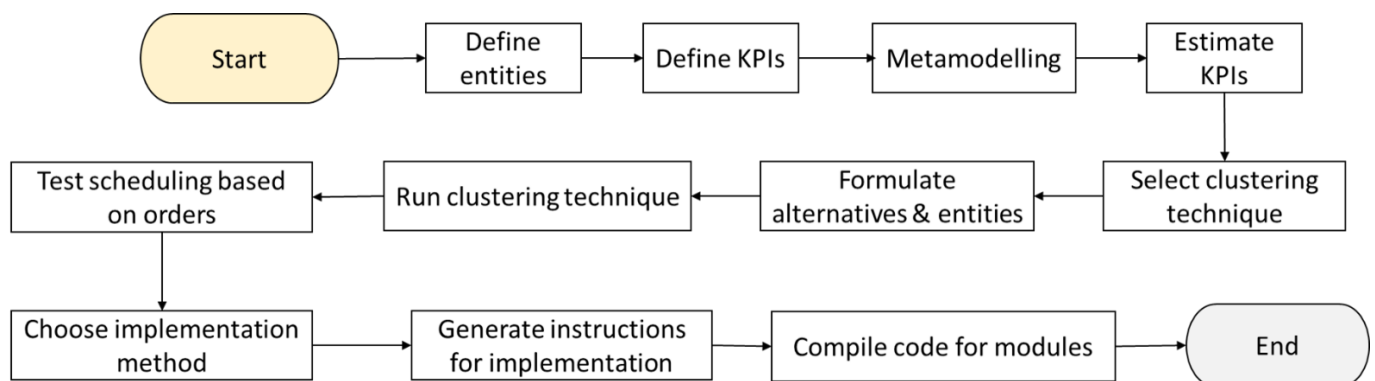 Start
Define
entities
Define KPIs
Metamodelling
Estimate
KPIs
Select clustering
technique
Formulate
alternatives & entities
Run clustering technique
Test scheduling based
on orders
Choose implementation
method
Generate instructions
for implementation
Compile code for modules
End